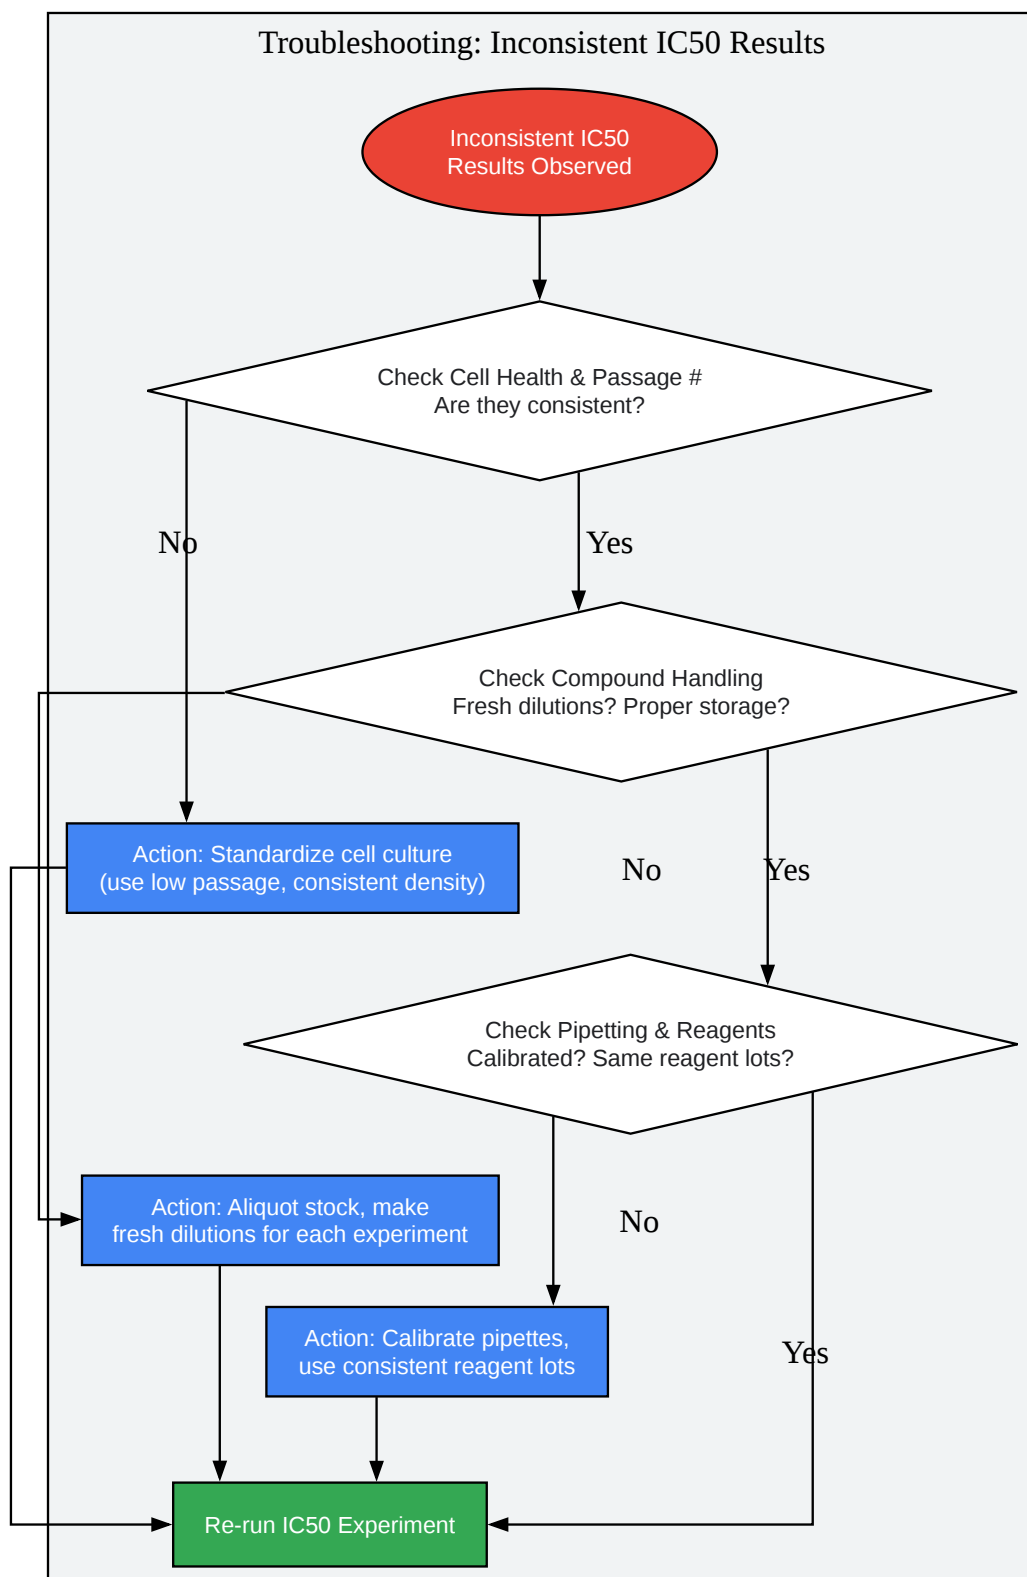 Troubleshooting: Inconsistent IC50 Results
Inconsistent IC50
Results Observed
Check Cell Health & Passage #
Are they consistent?
No
Yes
Check Compound Handling
Fresh dilutions? Proper storage?
Action: Standardize cell culture
(use low passage, consistent density)
No
Yes
Check Pipetting & Reagents
Calibrated? Same reagent lots?
Action: Aliquot stock, make
fresh dilutions for each experiment
No
Action: Calibrate pipettes,
use consistent reagent lots
Yes
Re-run IC50 Experiment